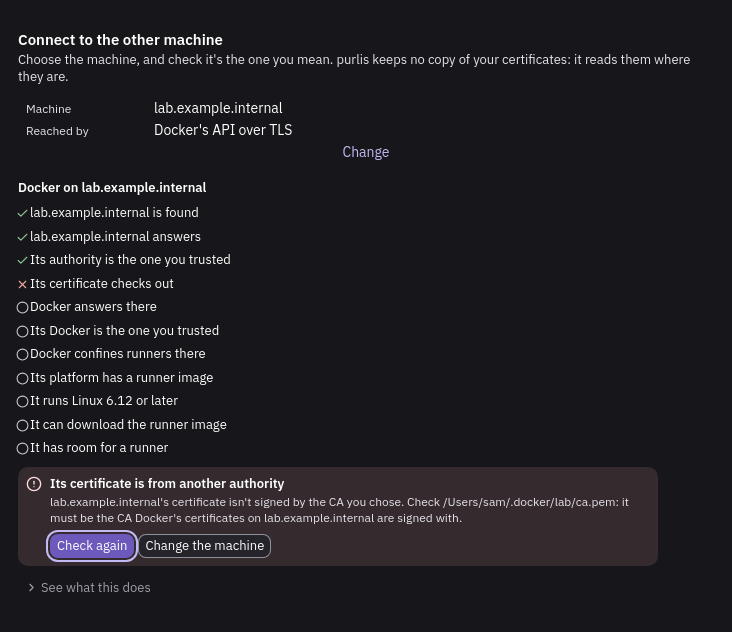 Connect to the other machine
Choose the machine, and check it's the one you mean. purlis keeps no copy of your certificates: it reads them where
they are.
Machine lab.example.internal
Reached by Docker's API over TLS
Change
Docker on lab.example.internal
lab.example.internal is found
lab.example.internal answers
Its authority is the one you trusted
Its certificate checks out
Docker answers there
Its Docker is the one you trusted
Docker confines runners there
Its platform has a runner image
It runs Linux 6.12 or later
It can download the runner image
It has room for a runner
Its certificate is from another authority
lab.example.internal's certificate isn't signed by the CA you chose. Check /Users/sam/.docker/lab/ca.pem: it
must be the CA Docker's certificates on lab.example.internal are signed with.
Check again Change the machine
See what this does